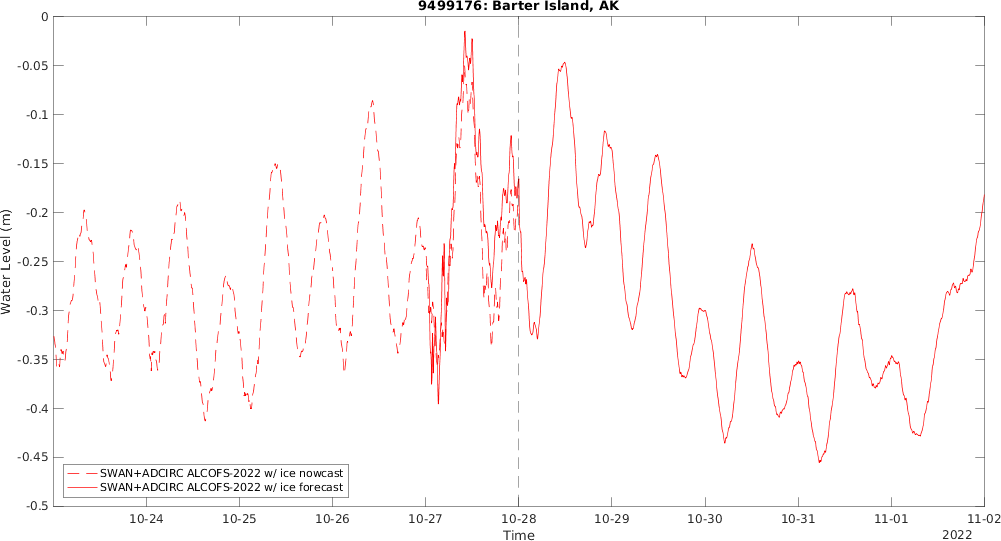 9499176: Barter Island, AK
0
-0.05
-0.1
-0.15
-0.2
-0.25
-0.3
-0.35
-0.4
-0.45
-0.5
Water Level (m)
SWAN+ADCIRC ALCOFS-2022 w/ ice nowcast
SWAN+ADCIRC ALCOFS-2022 w/ ice forecast
10-24 10-25 10-26 10-27 10-28 10-29 10-30 10-31 11-01 11-02
Time
2022